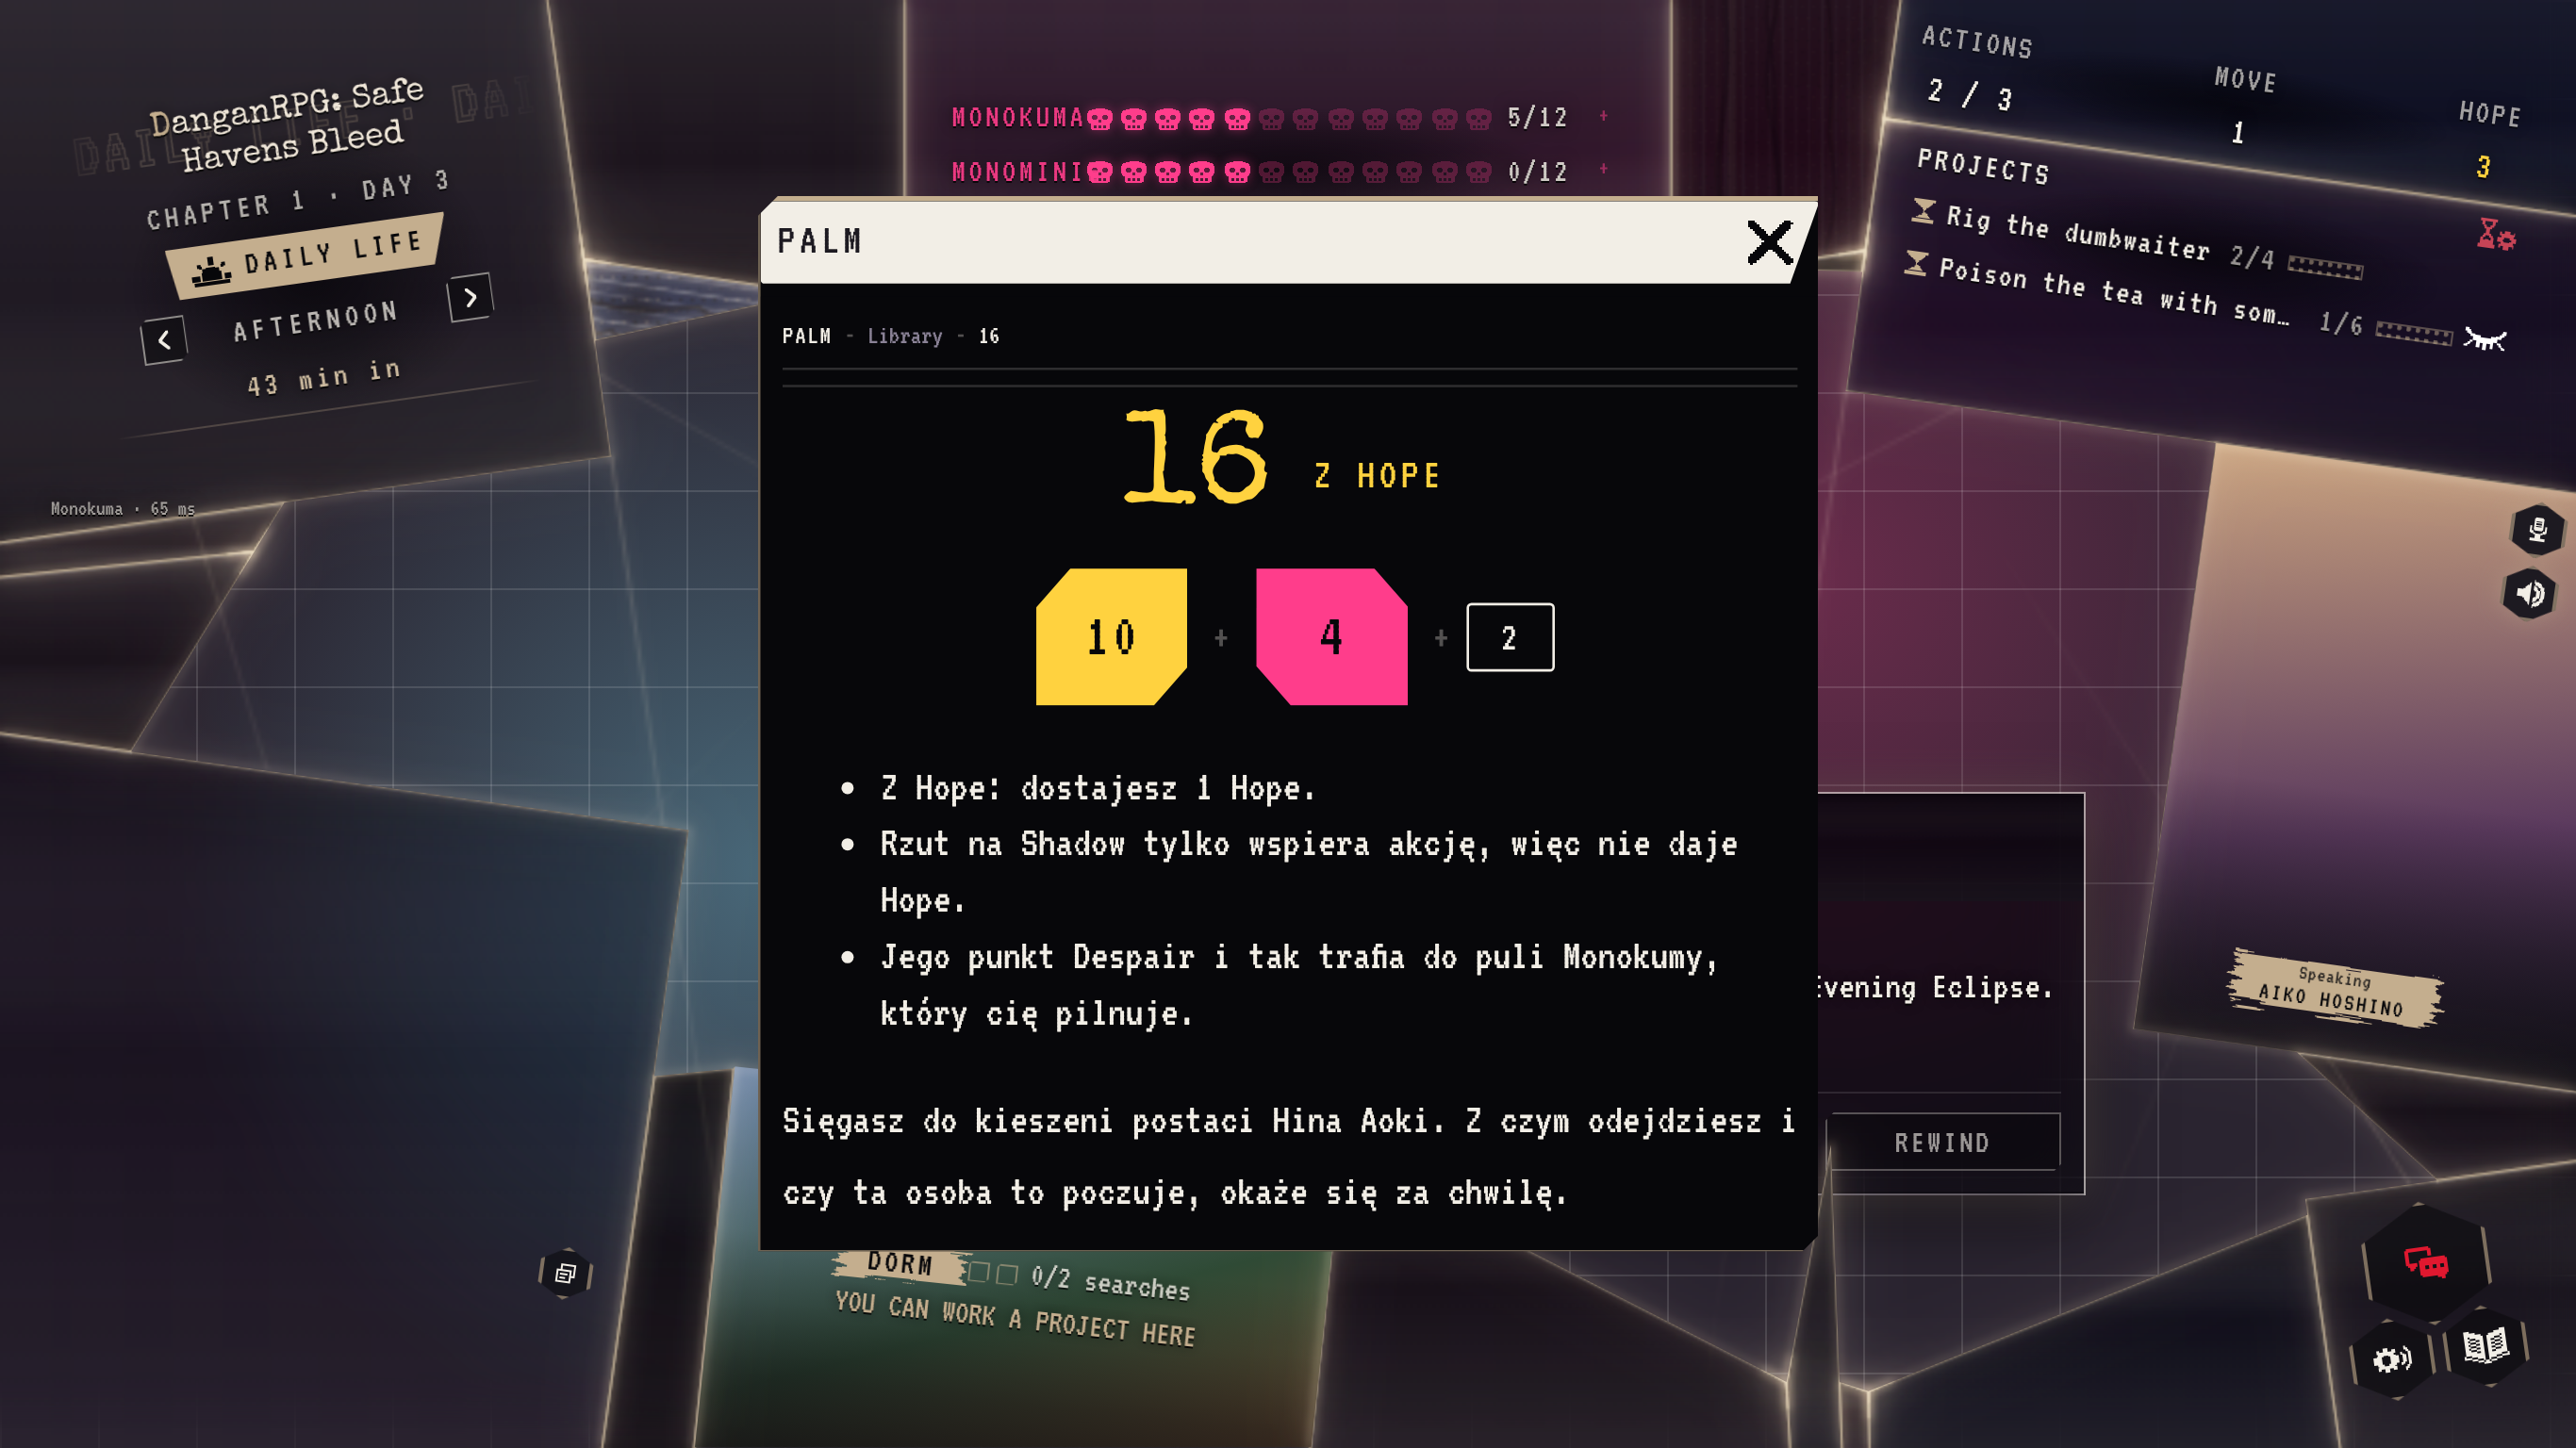 DanganRPG: Safe
Havens Bleed
CHAPTER 1 · DAY 3
DAILY LIFE
AFTERNOON
43 min in
Monokuma · 65 ms
MONOKUMA 5/12 +
MONOMINI 0/12 +
ACTIONS
2 / 3
MOVE
1
HOPE
3
PROJECTS
Rig the dumbwaiter 2/4
Poison the tea with som… 1/6
PALM
PALM - Library - 16
16 Z HOPE
10 + 4 + 2
• Z Hope: dostajesz 1 Hope.
• Rzut na Shadow tylko wspiera akcję, więc nie daje
Hope.
• Jego punkt Despair i tak trafia do puli Monokumy,
który cię pilnuje.
Sięgasz do kieszeni postaci Hina Aoki. Z czym odejdziesz i
czy ta osoba to poczuje, okaże się za chwilę.
Evening Eclipse.
REWIND
Speaking
AIKO HOSHINO
DORM 0/2 searches
YOU CAN WORK A PROJECT HERE